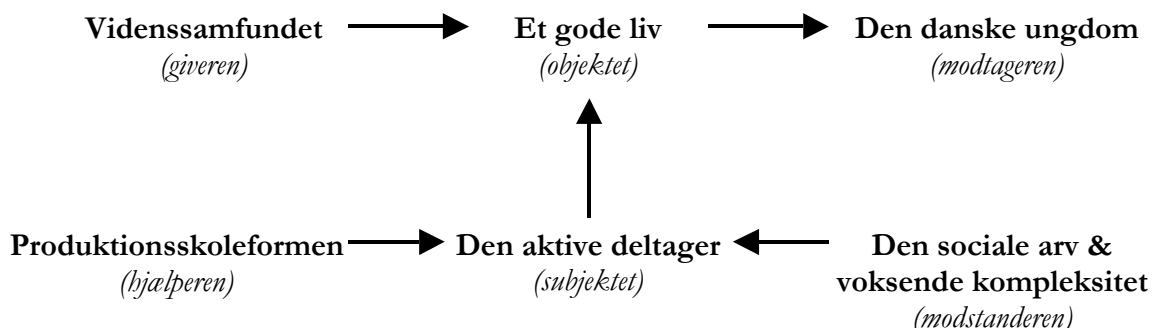 Videnssamfundet Et gode liv Den danske ungdom
(giveren) (objektet) (modtageren)
Produktionsskoleformen Den aktive deltager Den sociale arv &
(hjælperen) (subjektet) voksende kompleksitet
(modstanderen)